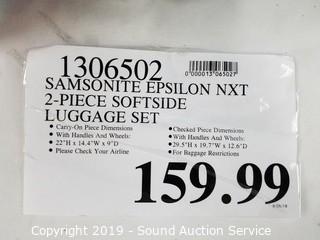 1306502
0000013065027
SAMSONITE EPSILON NXT
2-PIECE SOFTSIDE
LUGGAGE SET
• Carry-On Piece Dimensions
• With Handles And Wheels:
• 22"H x 14.4"W x 9"D
• Please Check Your Airline
• Checked Piece Dimensions
• With Handles And Wheels:
• 29.5"H x 19.7"W x 12.6"D
• For Baggage Restrictions
159.99
Copyright 2019 - Sound Auction Service